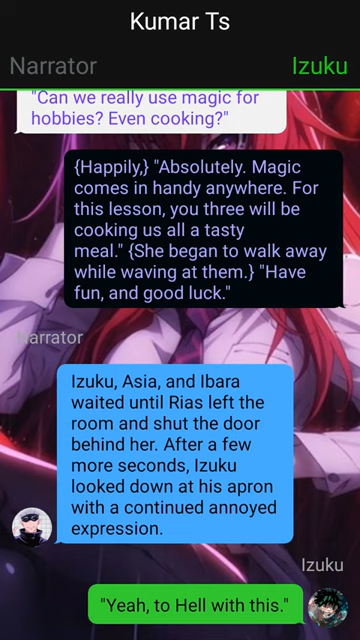 Kumar Ts
Narrator Izuku
"Can we really use magic for
hobbies? Even cooking?"
{Happily,} "Absolutely. Magic
comes in handy anywhere. For
this lesson, you three will be
cooking us all a tasty
meal." {She began to walk away
while waving at them.} "Have
fun, and good luck."
Narrator
Izuku, Asia, and Ibara
waited until Rias left the
room and shut the door
behind her. After a few
more seconds, Izuku
looked down at his apron
with a continued annoyed
expression.
Izuku
"Yeah, to Hell with this."